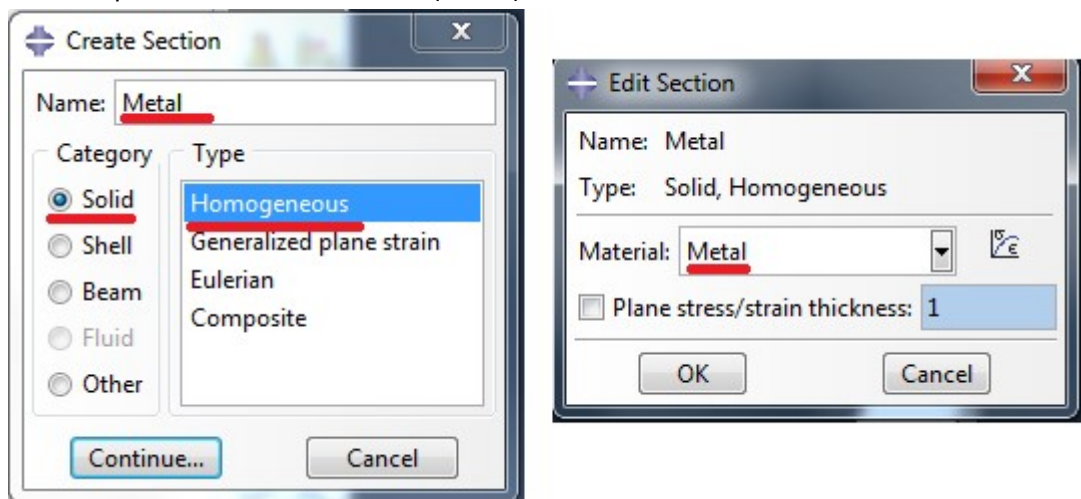 Create Section
X
Name: Metal
Category
Type
Solid
Shell
Beam
Fluid
Other
Homogeneous
Generalized plane strain
Eulerian
Composite
Continue...
Cancel
Edit Section
X
Name: Metal
Type: Solid, Homogeneous
Material: Metal
σ
ε
Plane stress/strain thickness: 1
OK
Cancel